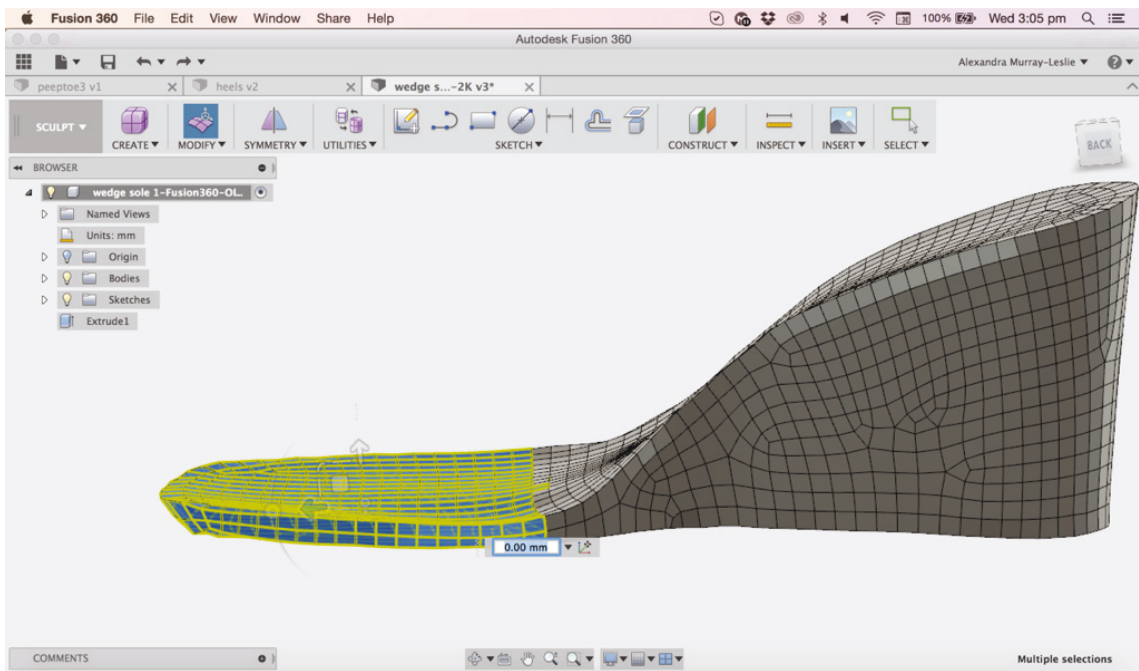 Fusion 360 File Edit View Window Share Help 100% Wed 3:05 pm
Autodesk Fusion 360
Alexandra Murray-Leslie
peeptoe3 v1 heels v2 wedge s...-2K v3*
SCULPT
CREATE MODIFY SYMMETRY UTILITIES SKETCH CONSTRUCT INSPECT INSERT SELECT
BACK
BROWSER
wedge sole 1-Fusion360-OL...
Named Views
Units: mm
Origin
Bodies
Sketches
Extrude1
0.00 mm
COMMENTS Multiple selections